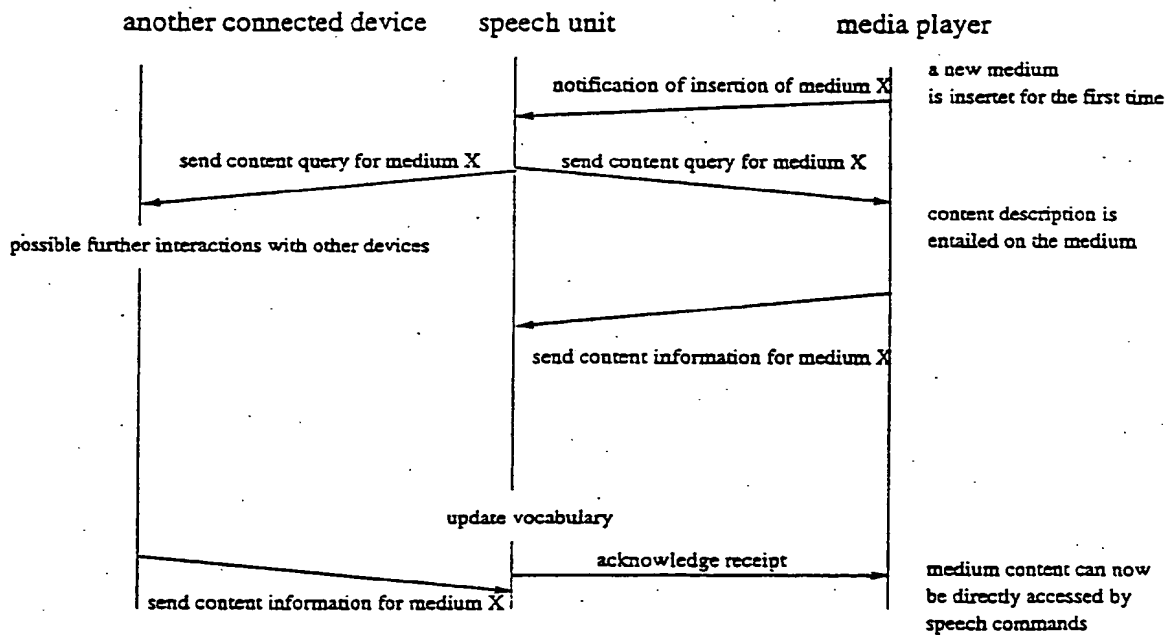 another connected device
speech unit
media player
a new medium
is insertet for the first time
notification of insertion of medium X
send content query for medium X
send content query for medium X
content description is
entailed on the medium
possible further interactions with other devices
send content information for medium X
update vocabulary
acknowledge receipt
medium content can now
be directly accessed by
speech commands
send content information for medium X